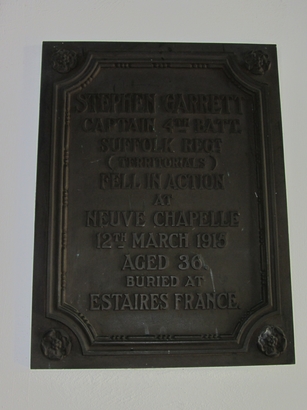 STEPHEN GARRETT
CAPTAIN 4TH BATT.
SUFFOLK REGT
(TERRITORIALS)
FELL IN ACTION
AT
NEUVE CHAPELLE
12TH MARCH 1915
AGED 36
BURIED AT
ESTAIRES FRANCE.